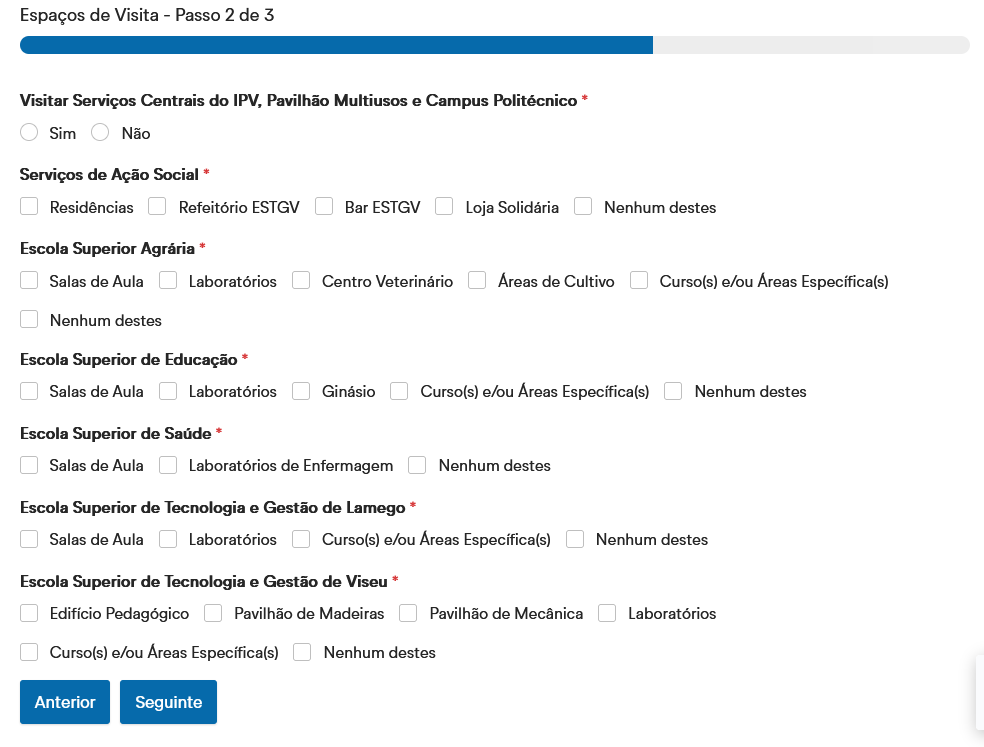 Espaços de Visita - Passo 2 de 3
Visitar Serviços Centrais do IPV, Pavilhão Multiusos e Campus Politécnico *
Sim Não
Serviços de Ação Social *
Residências Refeitório ESTGV Bar ESTGV Loja Solidária Nenhum destes
Escola Superior Agrária *
Salas de Aula Laboratórios Centro Veterinário Áreas de Cultivo Curso(s) e/ou Áreas Específica(s)
Nenhum destes
Escola Superior de Educação *
Salas de Aula Laboratórios Ginásio Curso(s) e/ou Áreas Específica(s) Nenhum destes
Escola Superior de Saúde *
Salas de Aula Laboratórios de Enfermagem Nenhum destes
Escola Superior de Tecnologia e Gestão de Lamego *
Salas de Aula Laboratórios Curso(s) e/ou Áreas Específica(s) Nenhum destes
Escola Superior de Tecnologia e Gestão de Viseu *
Edifício Pedagógico Pavilhão de Madeiras Pavilhão de Mecânica Laboratórios
Curso(s) e/ou Áreas Específica(s) Nenhum destes
Anterior Seguinte